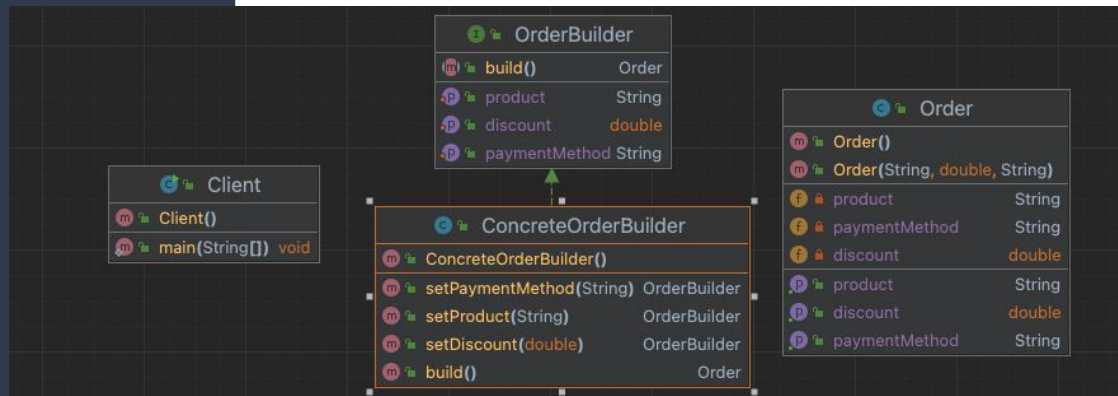 OrderBuilder
build() Order
product String
discount double
paymentMethod String
Client
Client()
main(String[]) void
ConcreteOrderBuilder
ConcreteOrderBuilder()
setPaymentMethod(String) OrderBuilder
setProduct(String) OrderBuilder
setDiscount(double) OrderBuilder
build() Order
Order
Order()
Order(String, double, String)
product String
paymentMethod String
discount double
product String
discount double
paymentMethod String